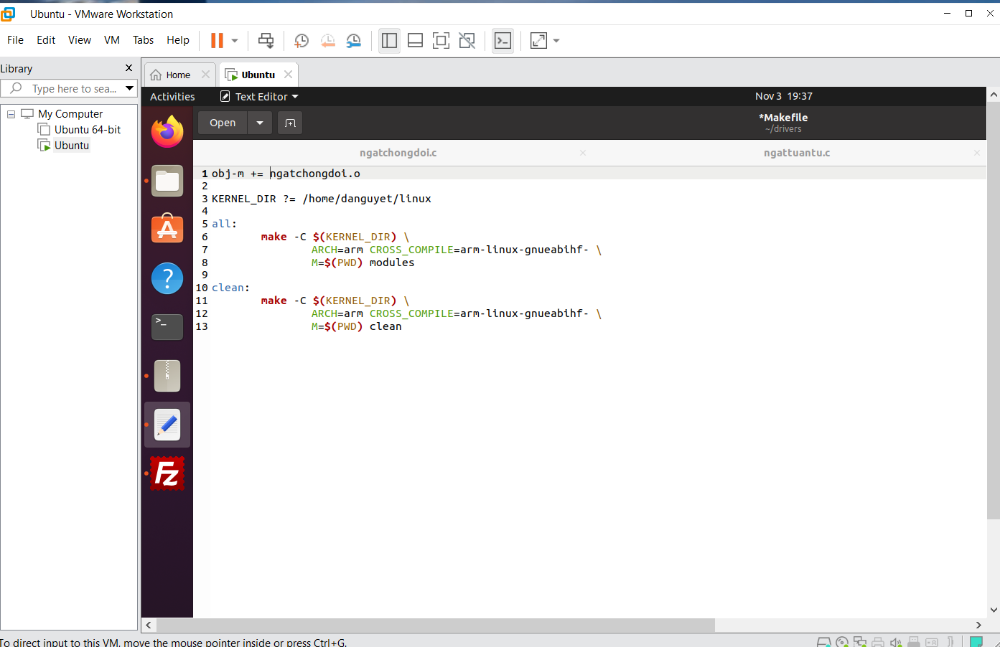 Ubuntu - VMware Workstation
File Edit View VM Tabs Help
Library
Home
Ubuntu
Type here to sea...
Activities
Text Editor
Nov 3 19:37
My Computer
Ubuntu 64-bit
Ubuntu
Open
*Makefile
~/drivers
ngatchongdoi.c
ngattuantu.c
1 obj-m += ngatchongdoi.o
2
3 KERNEL_DIR ?= /home/danguyet/linux
4
5 all:
6 make -C $(KERNEL_DIR) \
7 ARCH=arm CROSS_COMPILE=arm-linux-gnueabihf- \
8 M=$(PWD) modules
9
10 clean:
11 make -C $(KERNEL_DIR) \
12 ARCH=arm CROSS_COMPILE=arm-linux-gnueabihf- \
13 M=$(PWD) clean
?
>_
FZ
To direct input to this VM, move the mouse pointer inside or press Ctrl+G.